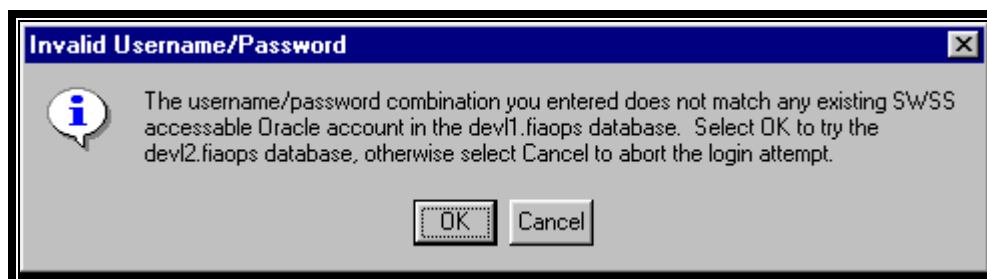 Invalid Username/Password
The username/password combination you entered does not match any existing SWSS
accessable Oracle account in the devl1.fiaops database.  Select OK to try the
devl2.fiaops database, otherwise select Cancel to abort the login attempt.
OK Cancel